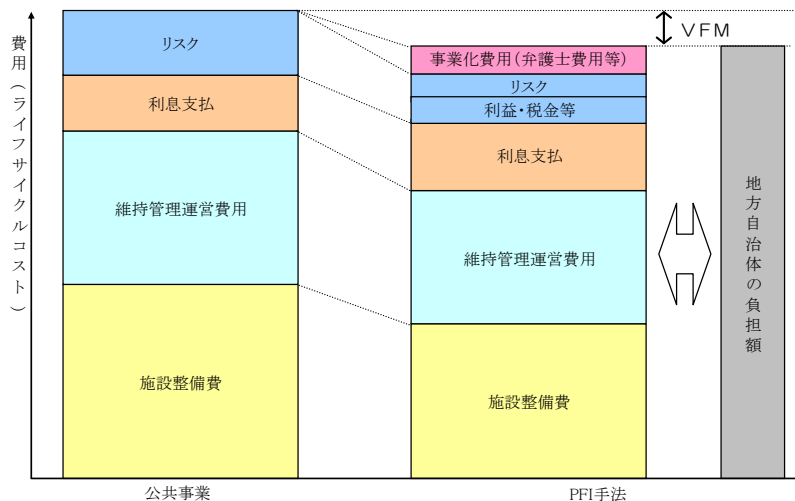 費用(ライフサイクルコスト)
リスク
利息支払
維持管理運営費用
施設整備費
公共事業
事業化費用(弁護士費用等)
リスク
利益・税金等
利息支払
維持管理運営費用
施設整備費
PFI手法
VFM
地方自治体の負担額